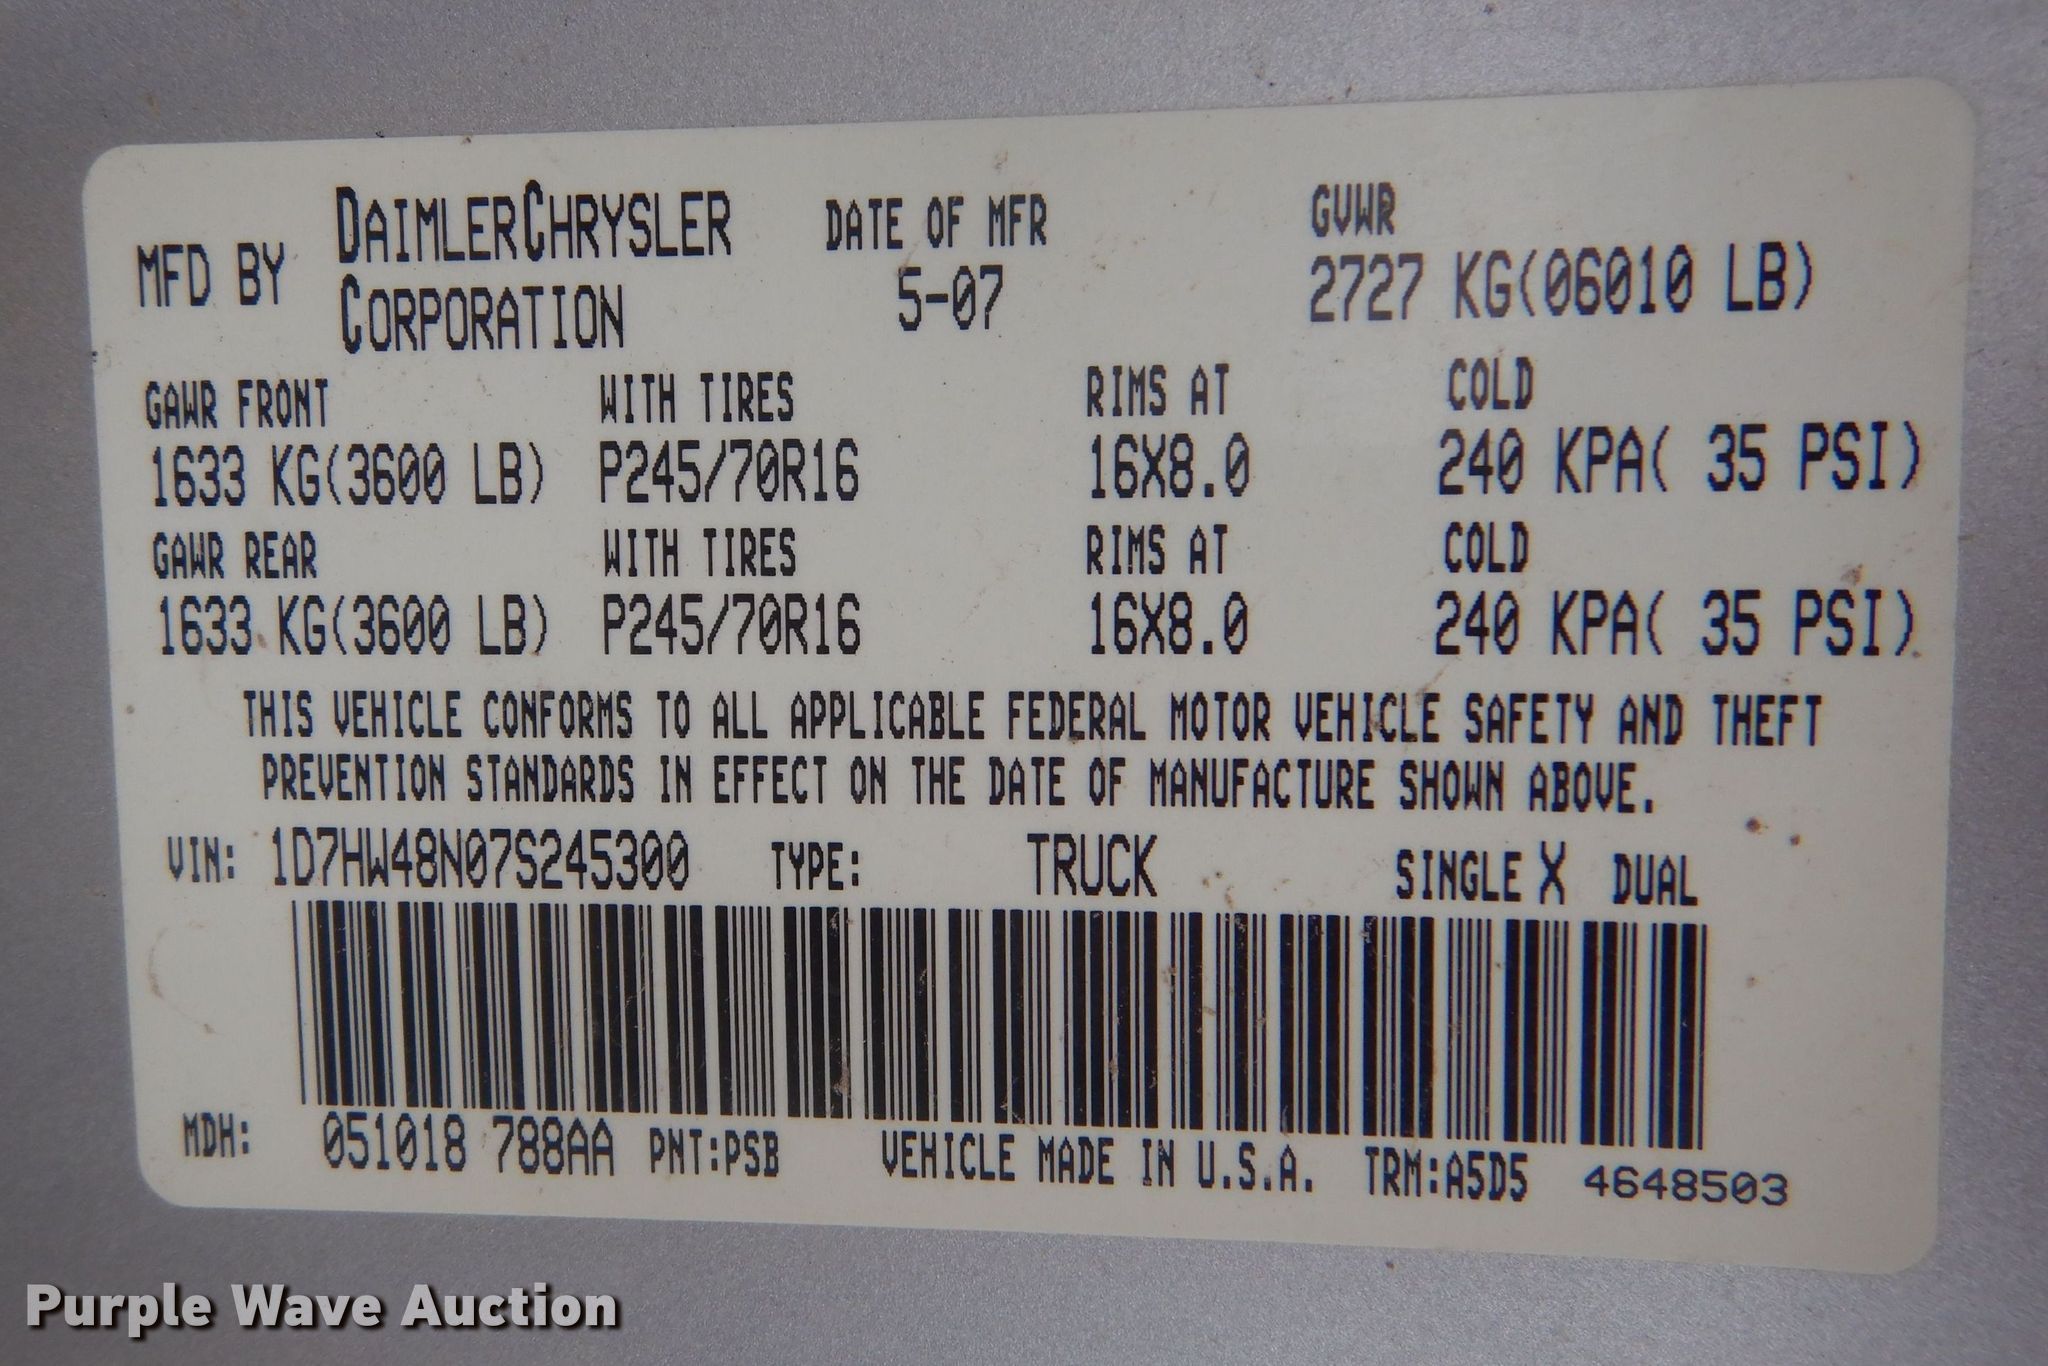 MFD BY DAIMLERCHRYSLER CORPORATION DATE OF MFR 5-07 GVWR
2727 KG(06010 LB)
GAWR FRONT WITH TIRES RIMS AT COLD
1633 KG(3600 LB) P245/70R16 16X8.0 240 KPA( 35 PSI)
GAWR REAR WITH TIRES RIMS AT COLD
1633 KG(3600 LB) P245/70R16 16X8.0 240 KPA( 35 PSI)
THIS VEHICLE CONFORMS TO ALL APPLICABLE FEDERAL MOTOR VEHICLE SAFETY AND THEFT
PREVENTION STANDARDS IN EFFECT ON THE DATE OF MANUFACTURE SHOWN ABOVE.
VIN: 1D7HW48N07S245300 TYPE: TRUCK SINGLE X DUAL
MDH: 051018 788AA PNT:PSB VEHICLE MADE IN U.S.A. TRM:A5D5 4648503
Purple Wave Auction